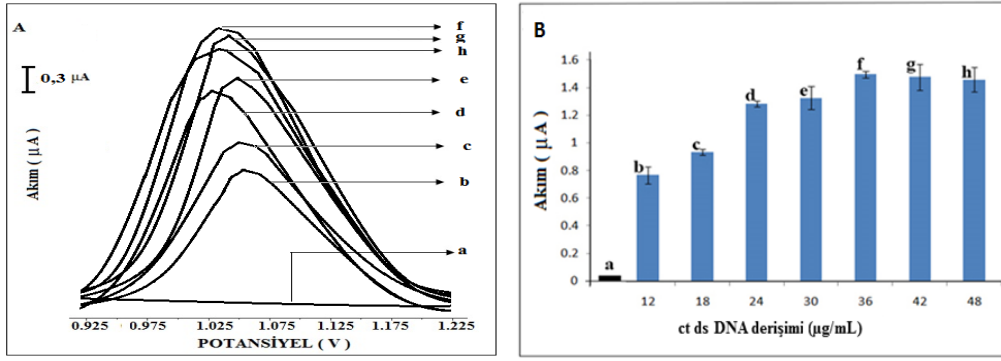 A
0,3 μA
Akım ( μA )
f
g
h
e
d
c
b
a
0.925 0.975 1.025 1.075 1.125 1.175 1.225
POTANSİYEL ( V )
B
Akım ( μ A )
1.6
1.4
1.2
1
0.8
0.6
0.4
0.2
0
a
b
c
d
e
f
g
h
12 18 24 30 36 42 48
ct ds DNA derişimi (μg/mL)